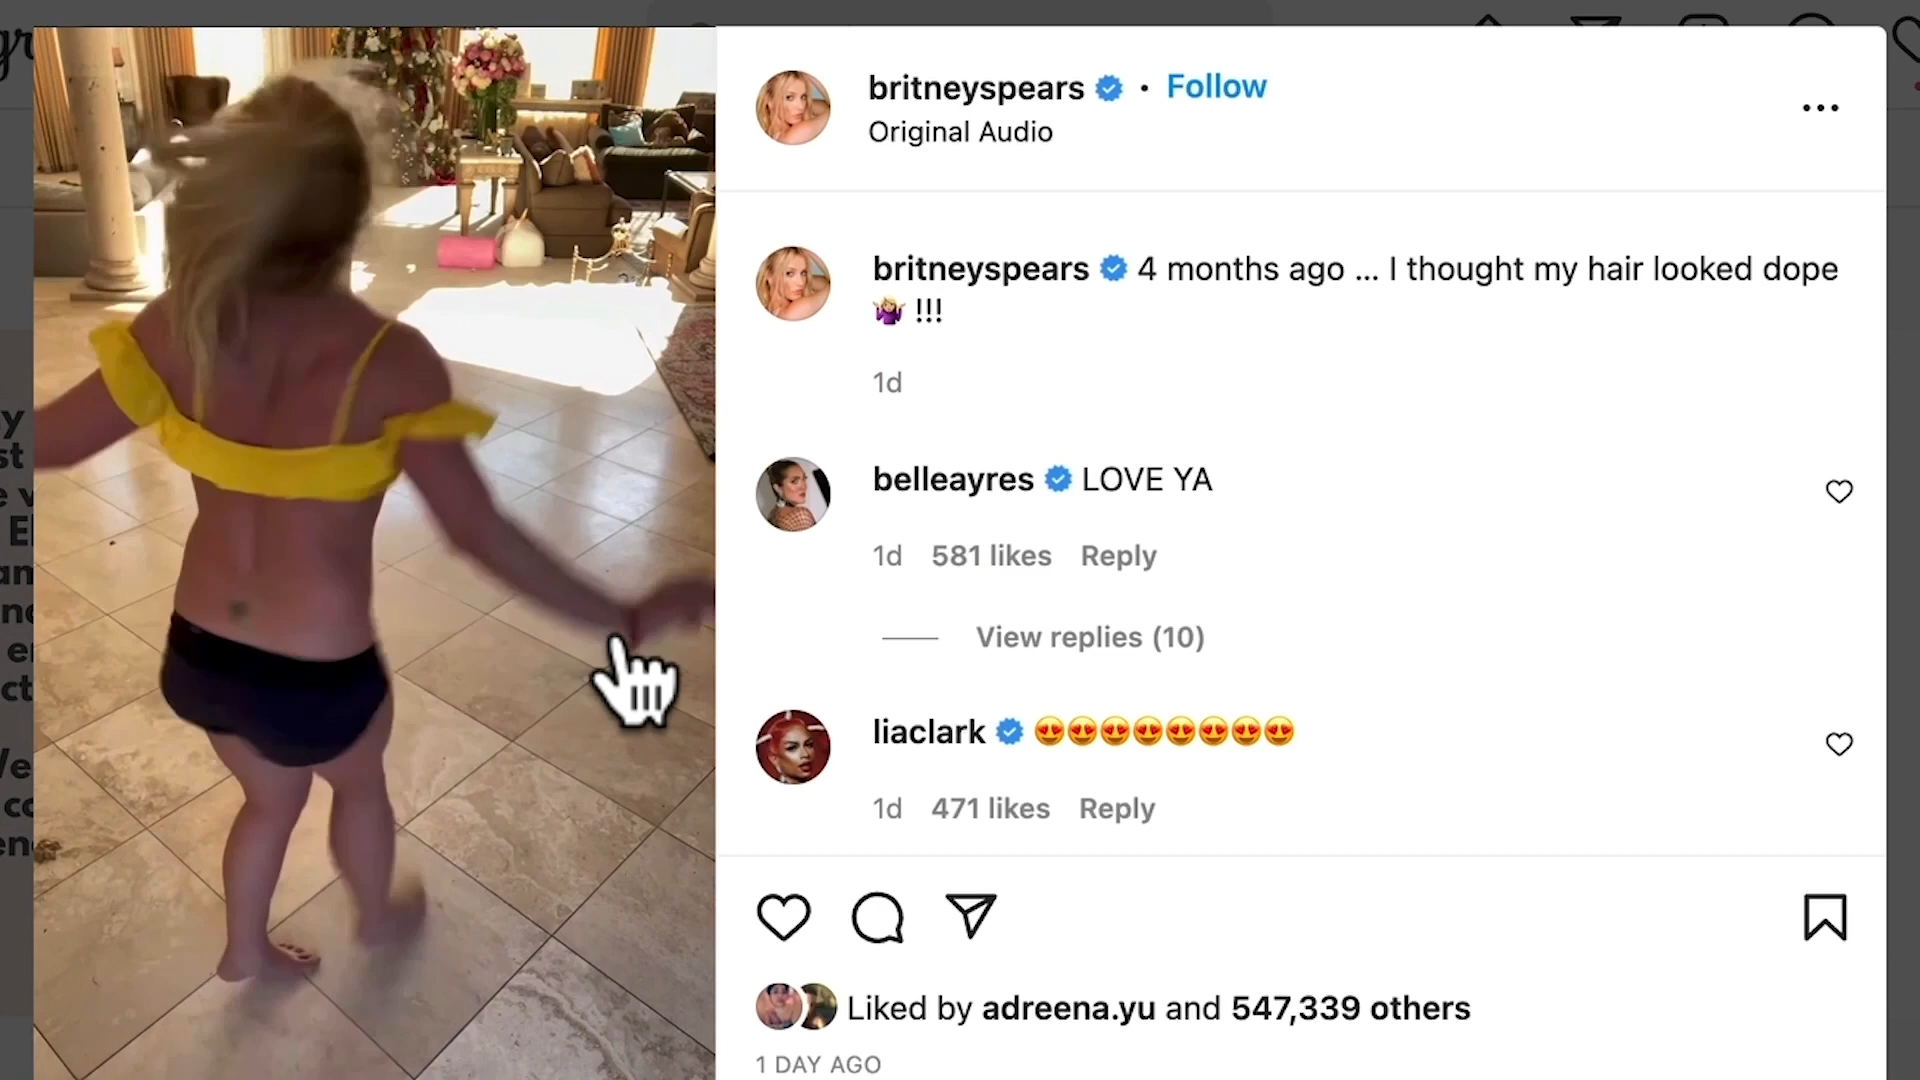 britneyspears • Follow
Original Audio
britneyspears 4 months ago ... I thought my hair looked dope
🤷🏼‍♀️ !!!
1d
belleayres LOVE YA
1d 581 likes Reply
View replies (10)
liaclark 😍😍😍😍😍😍😍😍
1d 471 likes Reply
Liked by adreena.yu and 547,339 others
1 DAY AGO